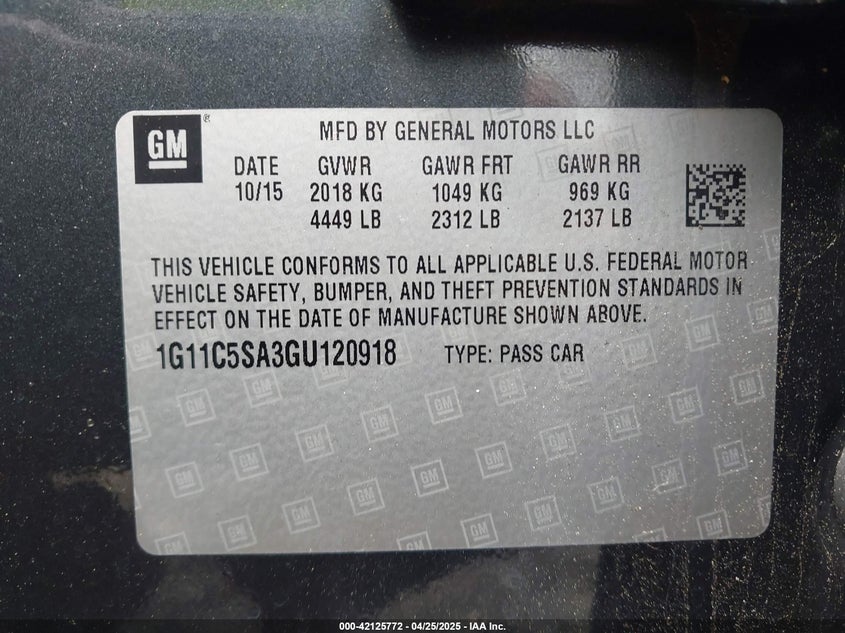 GM
®
MFD BY GENERAL MOTORS LLC
DATE GVWR GAWR FRT GAWR RR
10/15 2018 KG 1049 KG 969 KG
4449 LB 2312 LB 2137 LB
THIS VEHICLE CONFORMS TO ALL APPLICABLE U.S. FEDERAL MOTOR
VEHICLE SAFETY, BUMPER, AND THEFT PREVENTION STANDARDS IN
EFFECT ON THE DATE OF MANUFACTURE SHOWN ABOVE.
1G11C5SA3GU120918 TYPE: PASS CAR
000-42125772 - 04/25/2025 - IAA Inc.